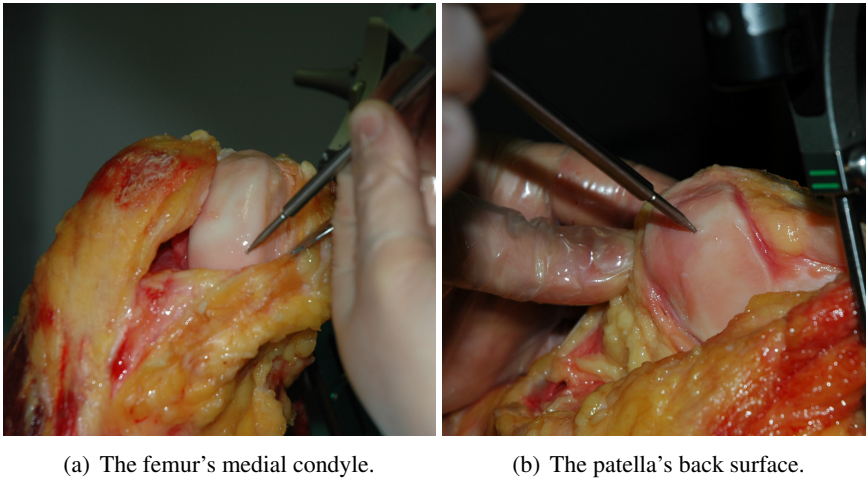 (a) The femur's medial condyle.
(b) The patella's back surface.